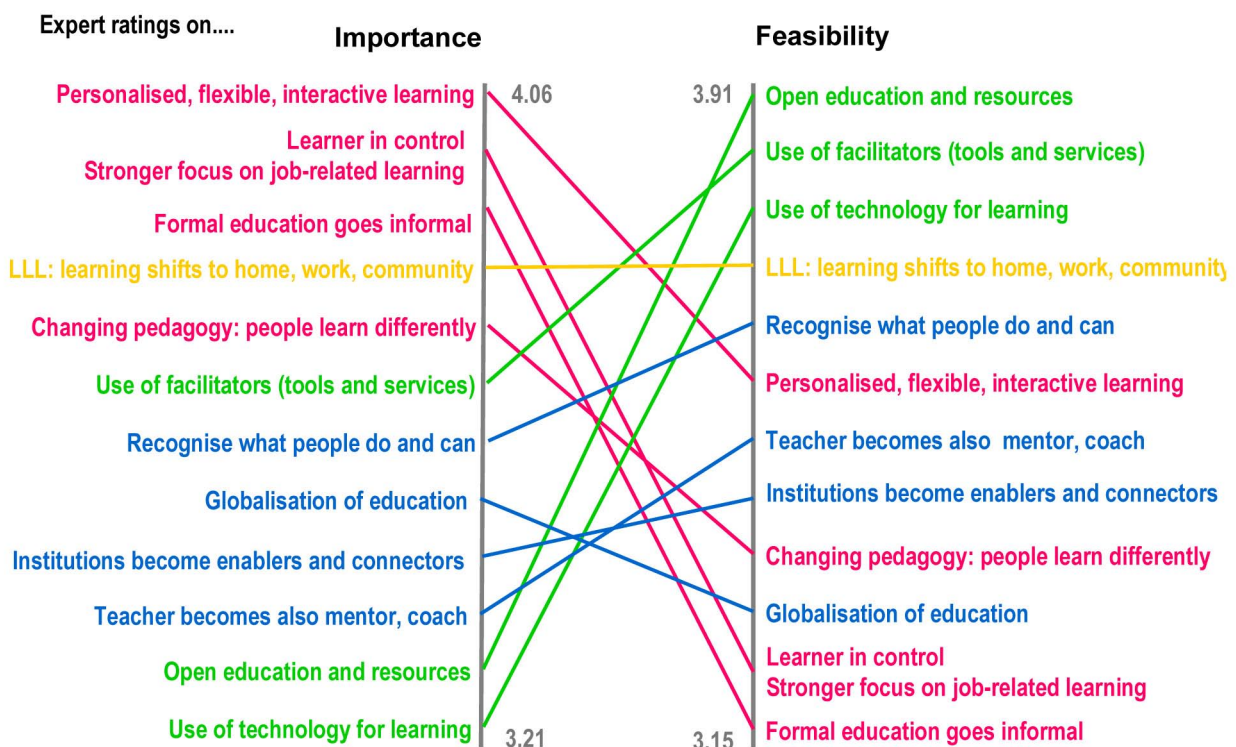 Expert ratings on....
Importance
Feasibility
4.06
3.91
Personalised, flexible, interactive learning
Learner in control
Stronger focus on job-related learning
Formal education goes informal
LLL: learning shifts to home, work, community
Changing pedagogy: people learn differently
Use of facilitators (tools and services)
Recognise what people do and can
Globalisation of education
Institutions become enablers and connectors
Teacher becomes also mentor, coach
Open education and resources
Use of technology for learning
3.21
3.15
Open education and resources
Use of facilitators (tools and services)
Use of technology for learning
LLL: learning shifts to home, work, community
Recognise what people do and can
Personalised, flexible, interactive learning
Teacher becomes also mentor, coach
Institutions become enablers and connectors
Changing pedagogy: people learn differently
Globalisation of education
Learner in control
Stronger focus on job-related learning
Formal education goes informal